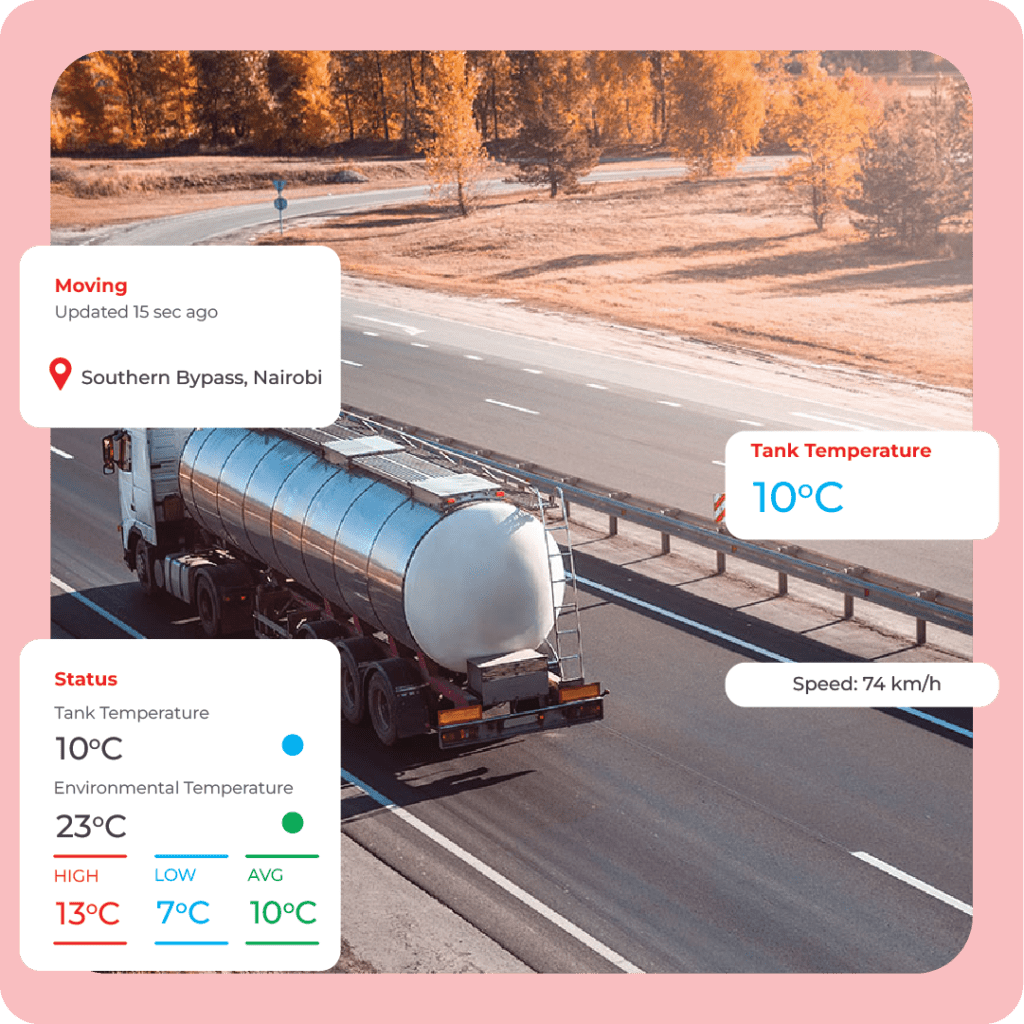 Moving
Updated 15 sec ago
Southern Bypass, Nairobi
Tank Temperature
10°C
Speed: 74 km/h
Status
Tank Temperature
10°C
Environmental Temperature
23°C
HIGH LOW AVG
13°C 7°C 10°C